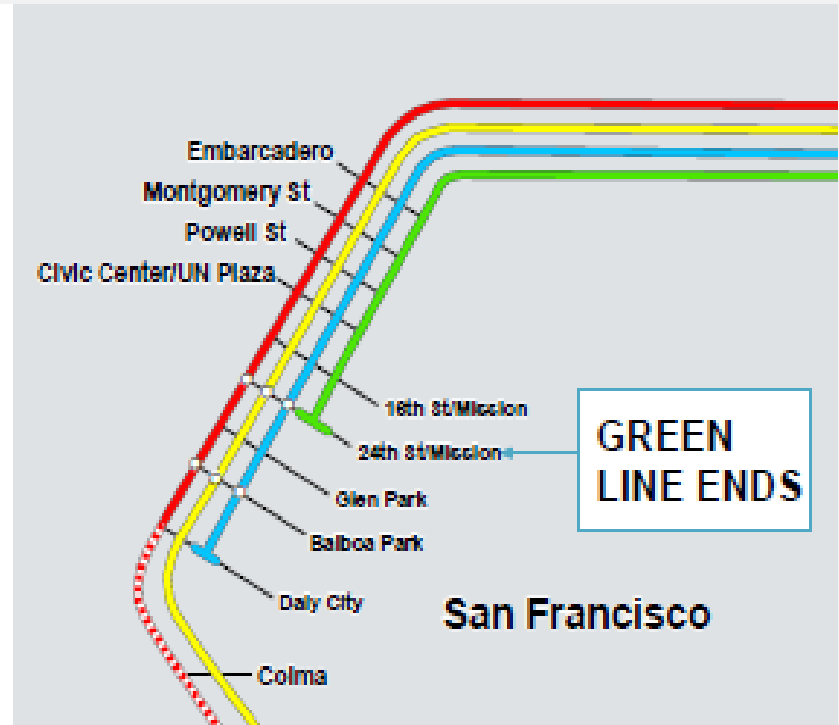 Embarcadero
Montgomery St
Powell St
Civic Center/UN Plaza
16th St/Mission
24th St/Mission
GREEN
LINE ENDS
Glen Park
Balboa Park
Daly City
San Francisco
Colma